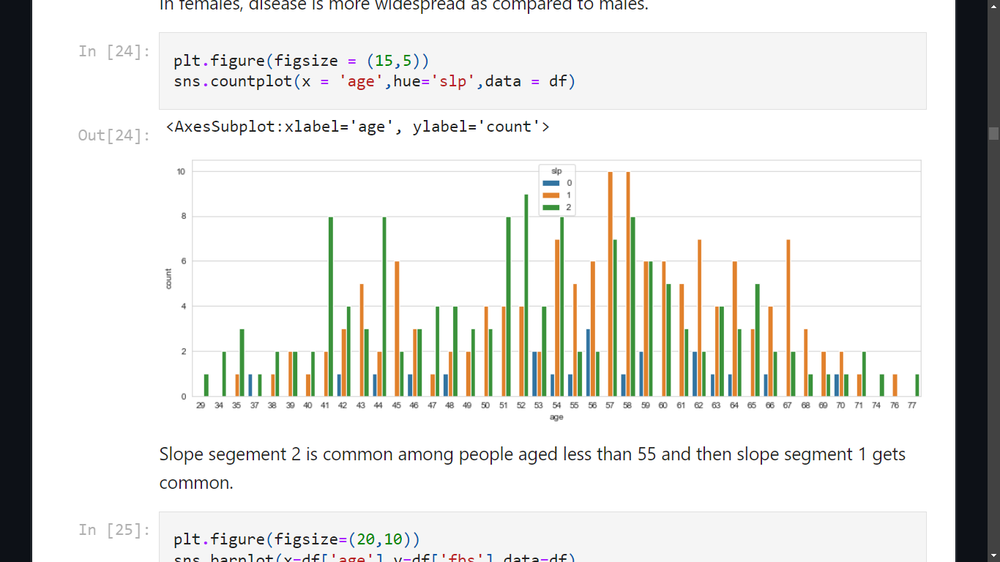 In females, disease is more widespread as compared to males.
In [24]:
plt.figure(figsize = (15,5))
sns.countplot(x = 'age',hue='slp',data = df)
Out[24]:
<AxesSubplot:xlabel='age', ylabel='count'>
slp
0
1
2
10
8
6
4
2
0
count
29 34 35 37 38 39 40 41 42 43 44 45 46 47 48 49 50 51 52 53 54 55 56 57 58 59 60 61 62 63 64 65 66 67 68 69 70 71 74 76 77
age
Slope segement 2 is common among people aged less than 55 and then slope segment 1 gets
common.
In [25]:
plt.figure(figsize=(20,10))
sns.barplot(x=df['age'],y=df['fbs'],data=df)